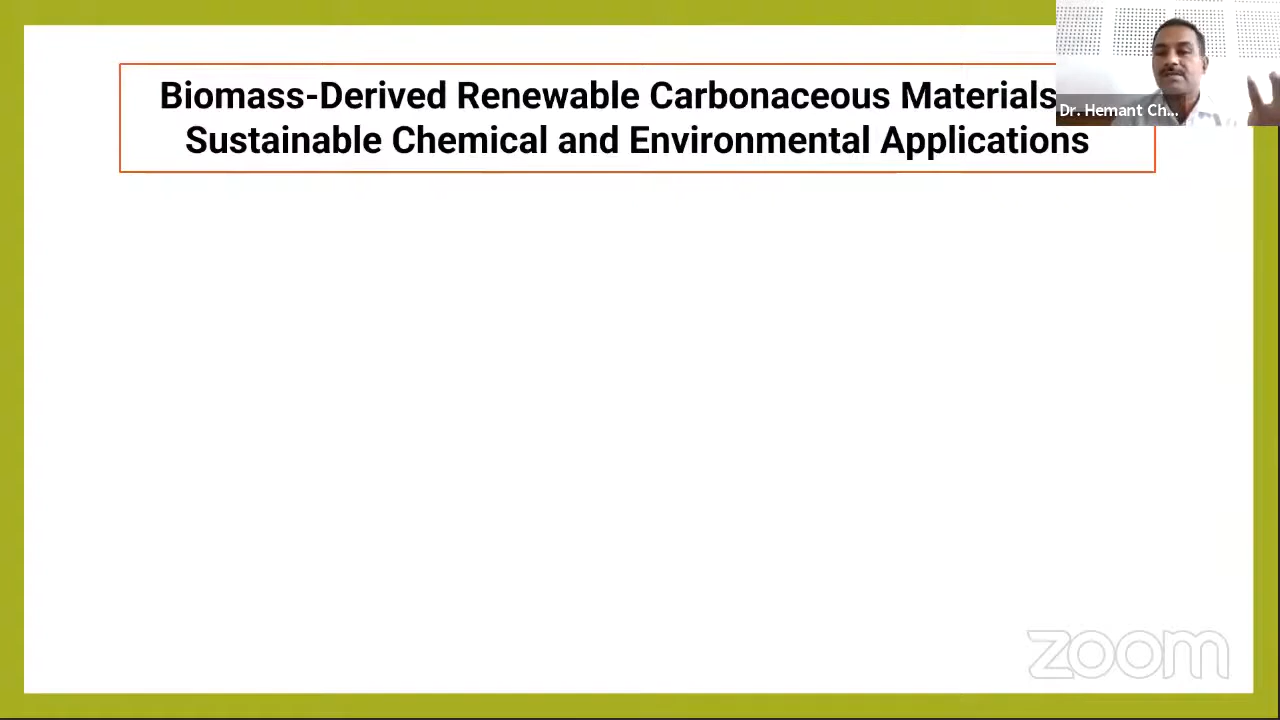 Biomass-Derived Renewable Carbonaceous Materials
Sustainable Chemical and Environmental Applications
Dr. Hemant Ch...
zoom